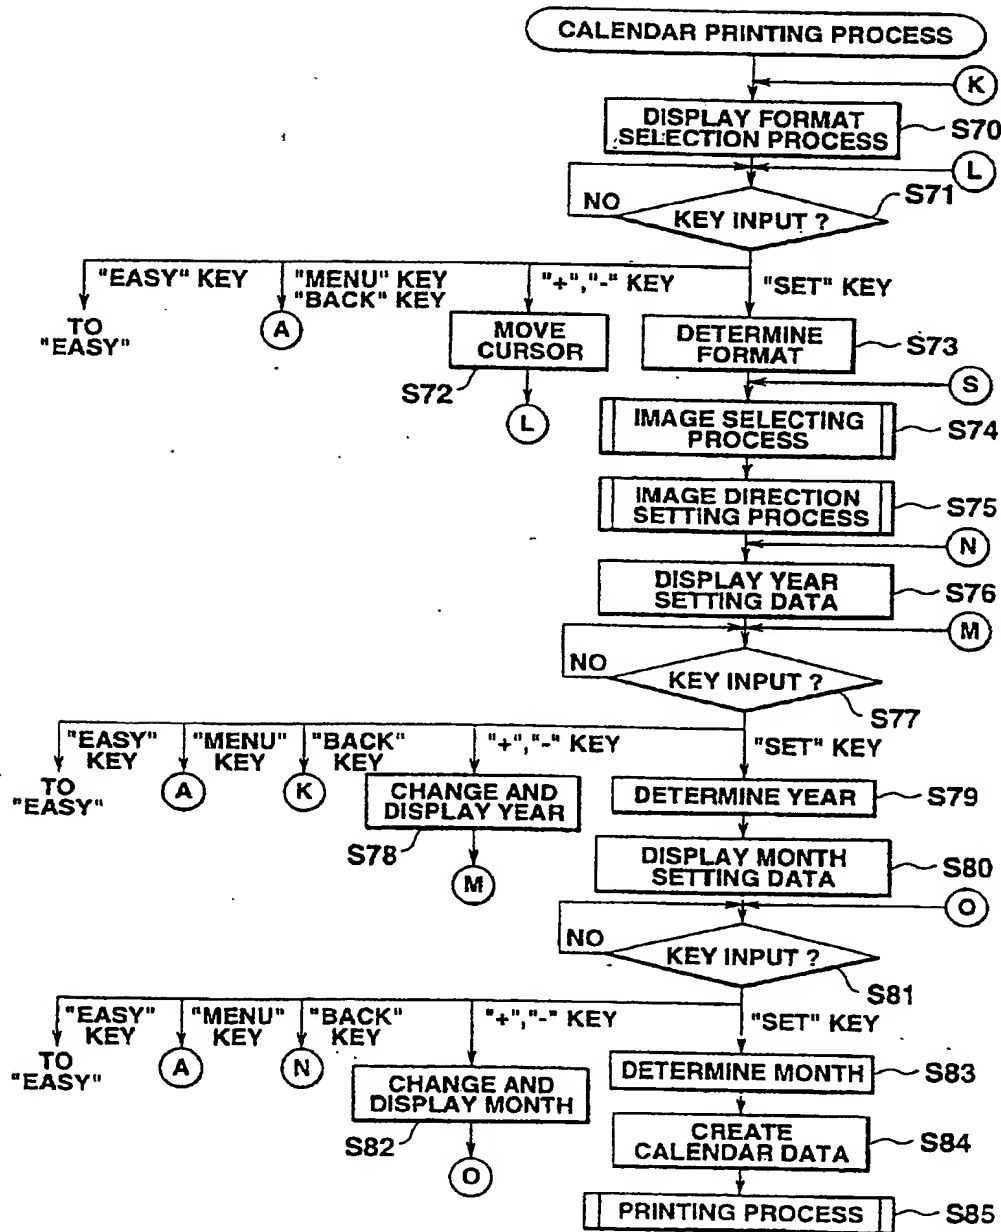 CALENDAR PRINTING PROCESS
K
DISPLAY FORMAT
SELECTION PROCESS
S70
L
S71
NO
KEY INPUT ?
"EASY" KEY
"MENU" KEY
"BACK" KEY
"+","-" KEY
"SET" KEY
TO
"EASY"
A
MOVE
CURSOR
S72
L
DETERMINE
FORMAT
S73
S
IMAGE SELECTING
PROCESS
S74
IMAGE DIRECTION
SETTING PROCESS
S75
N
DISPLAY YEAR
SETTING DATA
S76
M
NO
KEY INPUT ?
S77
"EASY"
KEY
"MENU"
KEY
"BACK"
KEY
"+","-" KEY
"SET" KEY
TO
"EASY"
A
K
CHANGE AND
DISPLAY YEAR
S78
M
DETERMINE YEAR
S79
DISPLAY MONTH
SETTING DATA
S80
O
NO
KEY INPUT ?
S81
"EASY"
KEY
"MENU"
KEY
"BACK"
KEY
"+","-" KEY
"SET" KEY
TO
"EASY"
A
N
CHANGE AND
DISPLAY MONTH
S82
O
DETERMINE MONTH
S83
CREATE
CALENDAR DATA
S84
PRINTING PROCESS
S85